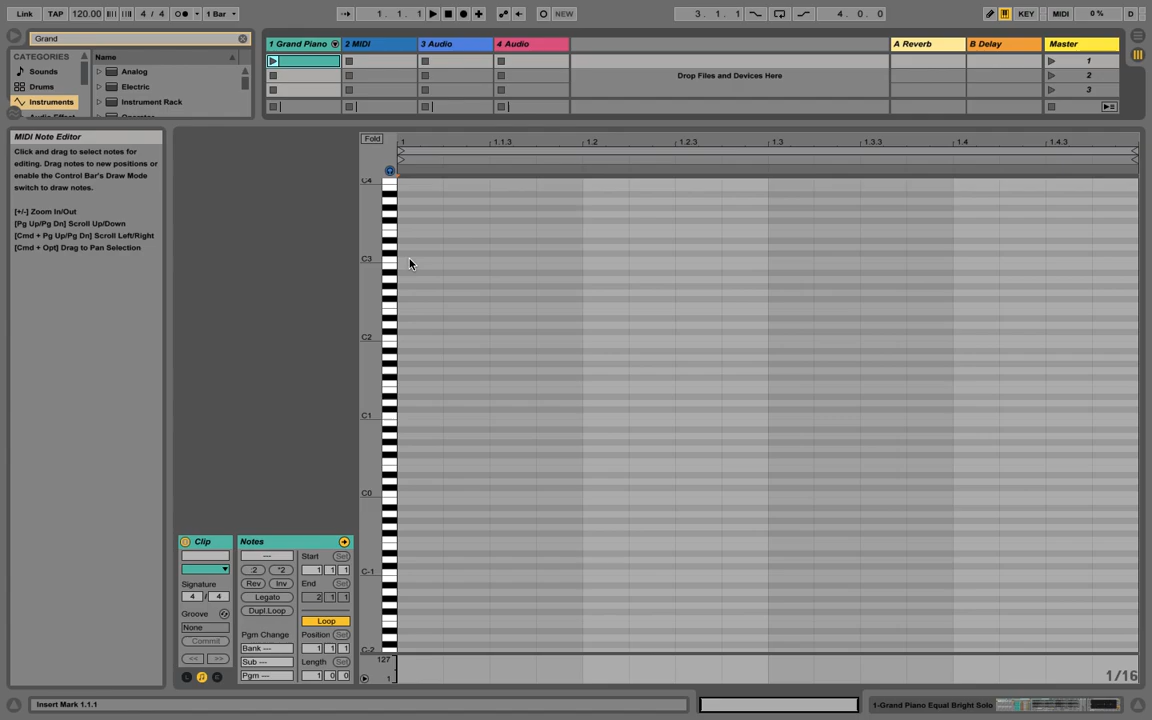 Link TAP 120.00 4 / 4 1 Bar 1. 1. 1 NEW 3. 1. 1 4. 0. 0 KEY MIDI 0 % D
Grand
CATEGORIES
Sounds
Drums
Instruments
Name
Analog
Electric
Instrument Rack
1 Grand Piano 2 MIDI 3 Audio 4 Audio A Reverb B Delay Master
1
Drop Files and Devices Here 2
3
MIDI Note Editor
Click and drag to select notes for
editing. Drag notes to new positions or
enable the Control Bar's Draw Mode
switch to draw notes.
[+/-] Zoom In/Out
[Pg Up/Pg Dn] Scroll Up/Down
[Cmd + Pg Up/Pg Dn] Scroll Left/Right
[Cmd + Opt] Drag to Pan Selection
Fold 1 1.1.3 1.2 1.2.3 1.3 1.3.3 1.4 1.4.3
C4
C3
C2
C1
C0
C-1
C-2
127
1
1/16
Clip
Signature
4 / 4
Groove
None
Commit
<< >>
Notes
---
:2 *2
Rev Inv
Legato
Dupl.Loop
Pgm Change
Bank ---
Sub ---
Pgm ---
Start Set
1 1 1
End Set
2 1 1
Loop
Position Set
1 1 1
Length Set
1 0 0
Insert Mark 1.1.1
1-Grand Piano Equal Bright Solo